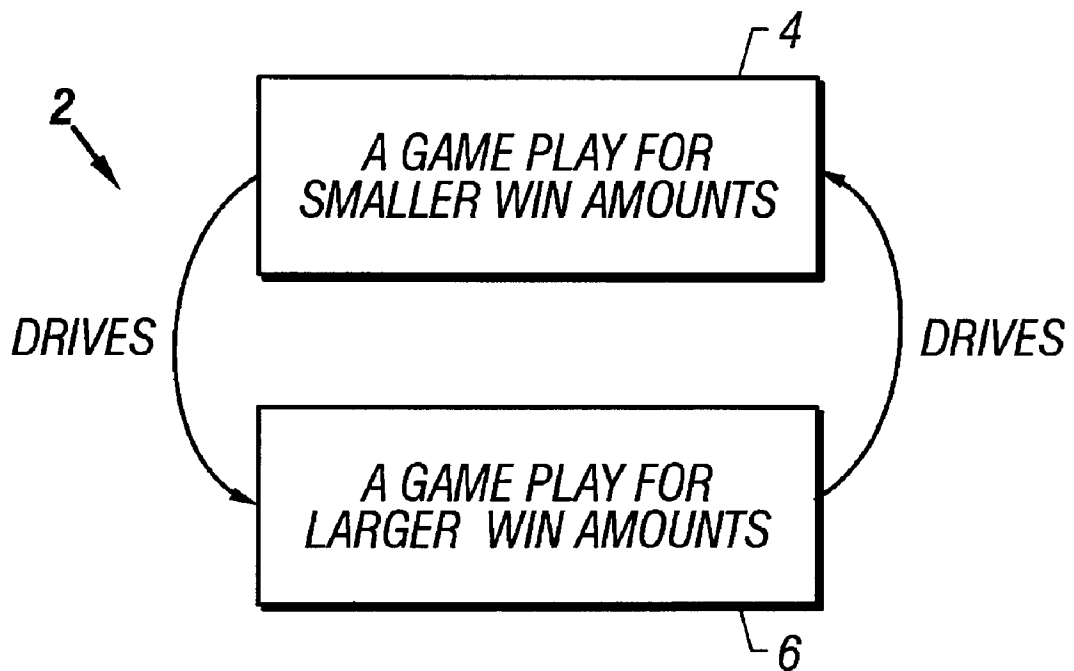 4
2
A GAME PLAY FOR
SMALLER WIN AMOUNTS
DRIVES
DRIVES
A GAME PLAY FOR
LARGER WIN AMOUNTS
6